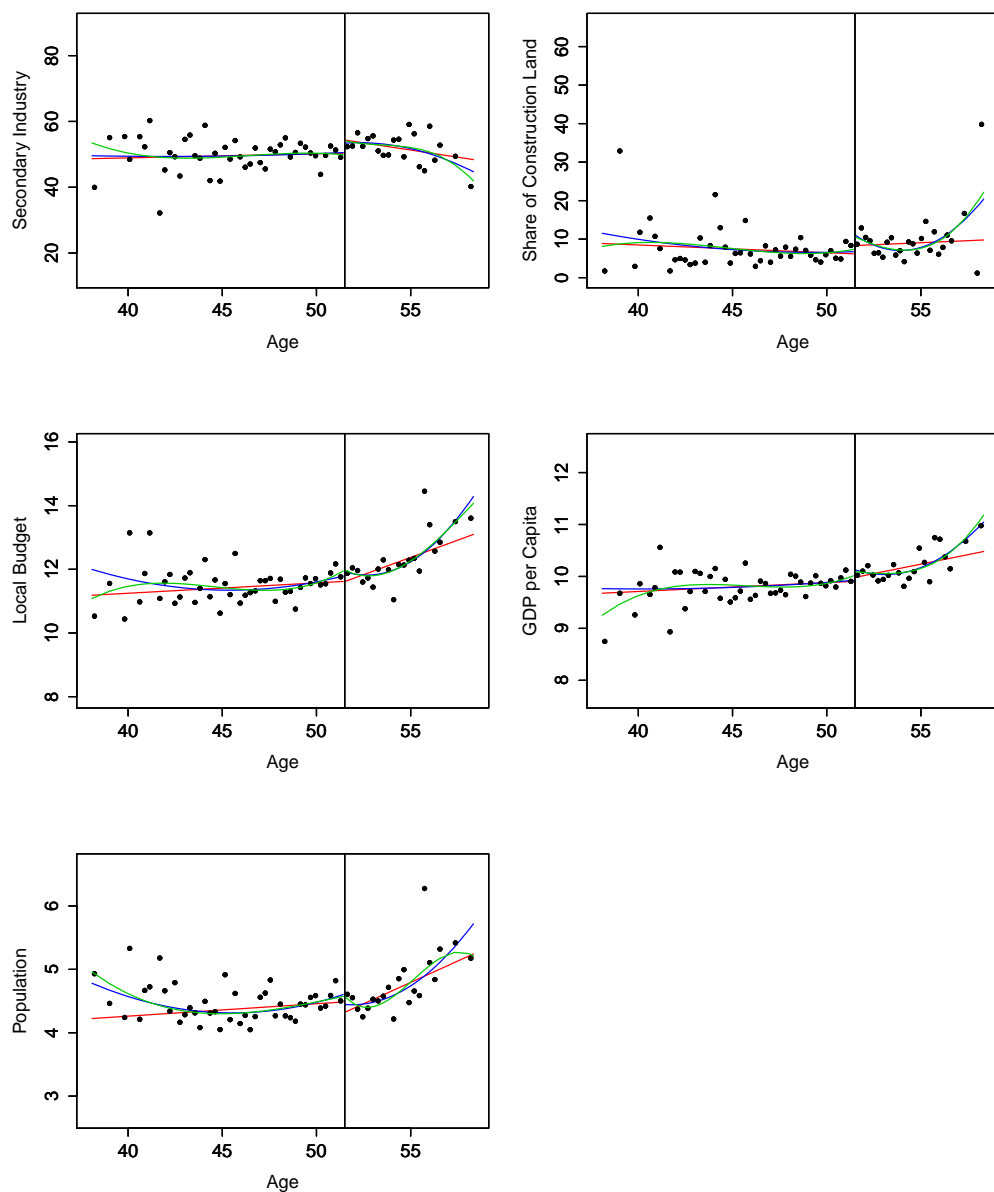 Secondary Industry
20 40 60 80
40 45 50 55
Age
Share of Construction Land
0 10 20 30 40 50 60
40 45 50 55
Age
Local Budget
8 10 12 14 16
40 45 50 55
Age
GDP per Capita
8 9 10 11 12
40 45 50 55
Age
Population
3 4 5 6
40 45 50 55
Age